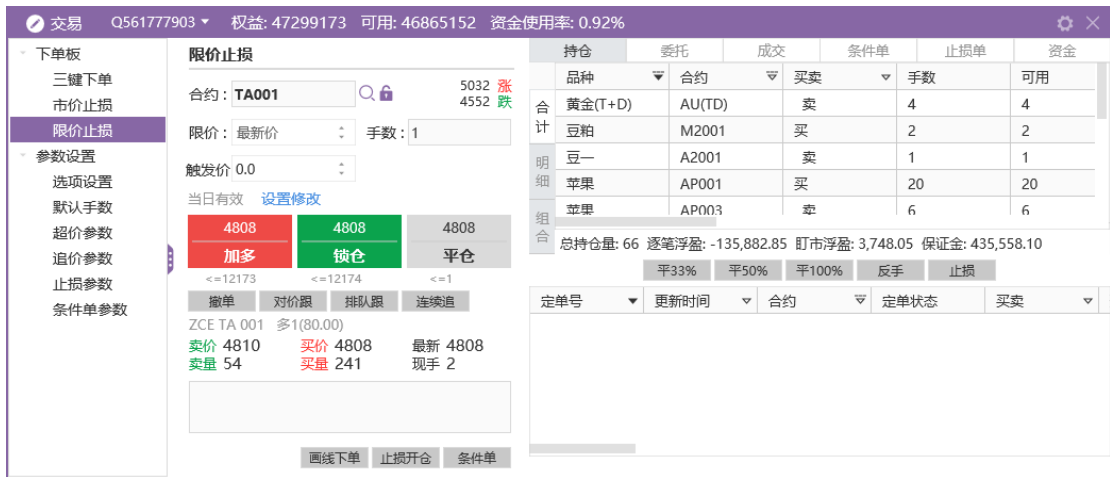 交易 Q561777903 权益: 47299173 可用: 46865152 资金使用率: 0.92%
下单板
三键下单
市价止损
限价止损
参数设置
选项设置
默认手数
超价参数
追价参数
止损参数
条件单参数
限价止损
合约: TA001 5032 涨
4552 跌
限价: 最新价 手数: 1
触发价 0.0
当日有效 设置修改
4808 4808 4808
加多 锁仓 平仓
<=12173 <=12174 <=1
撤单 对价跟 排队跟 连续追
ZCE TA 001 多1(80.00)
卖价 4810 买价 4808 最新 4808
卖量 54 买量 241 现手 2
画线下单 止损开仓 条件单
持仓 委托 成交 条件单 止损单 资金
合计
明细
组合
品种 合约 买卖 手数 可用
黄金(T+D) AU(TD) 卖 4 4
豆粕 M2001 买 2 2
豆一 A2001 卖 1 1
苹果 AP001 买 20 20
苹果 AP003 卖 6 6
总持仓量: 66 逐笔浮盈: -135,882.85 盯市浮盈: 3,748.05 保证金: 435,558.10
平33% 平50% 平100% 反手 止损
定单号 更新时间 合约 定单状态 买卖